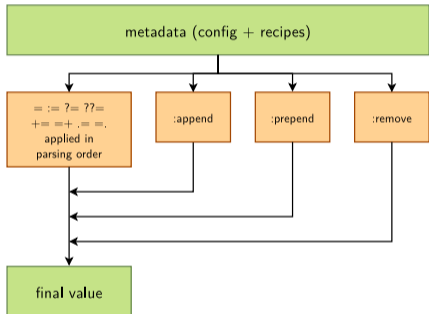 metadata (config + recipes)
= := ?= ??=
+= =+ .= =.
applied in
parsing order
:append
:prepend
:remove
final value